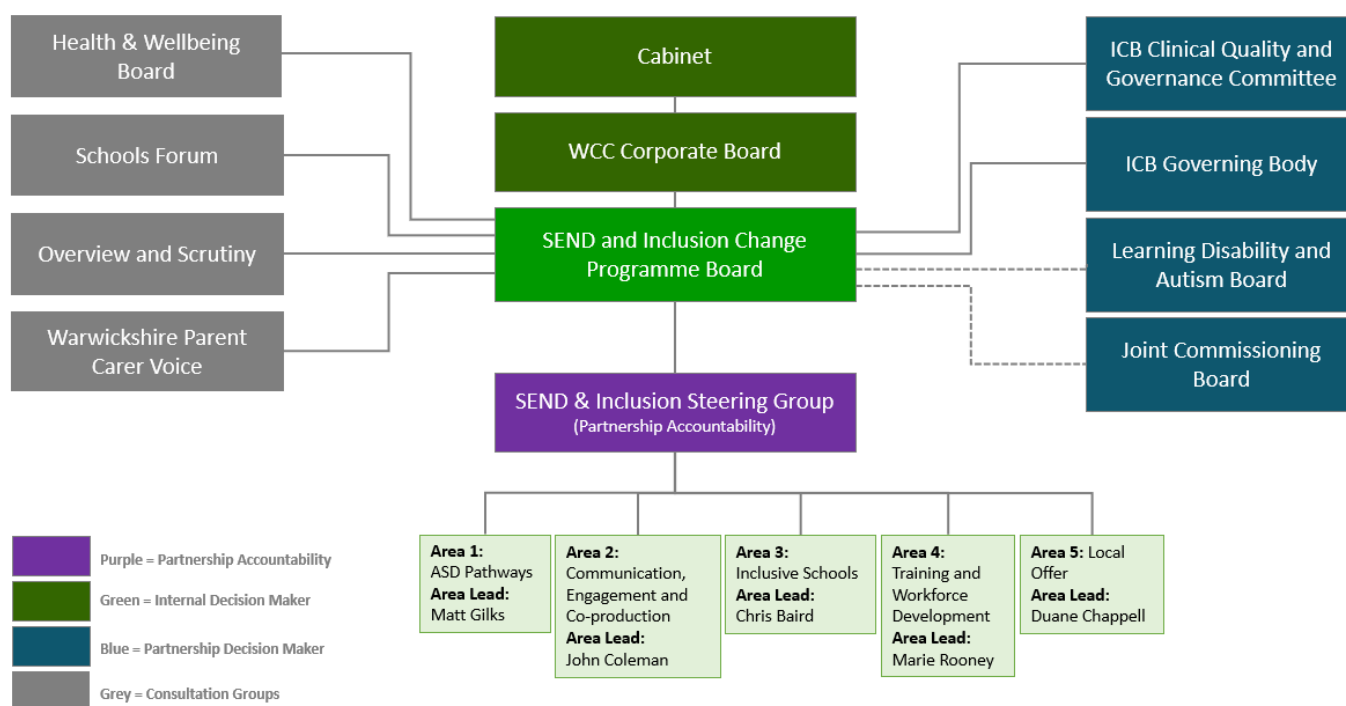 Health & Wellbeing
Board
Schools Forum
Overview and Scrutiny
Warwickshire Parent
Carer Voice
Cabinet
WCC Corporate Board
SEND and Inclusion Change
Programme Board
ICB Clinical Quality and
Governance Committee
ICB Governing Body
Learning Disability and
Autism Board
Joint Commissioning
Board
SEND & Inclusion Steering Group
(Partnership Accountability)
Area 1:
ASD Pathways
Area Lead:
Matt Gilks
Area 2:
Communication,
Engagement and
Co-production
Area Lead:
John Coleman
Area 3:
Inclusive Schools
Area Lead:
Chris Baird
Area 4:
Training and
Workforce
Development
Area Lead:
Marie Rooney
Area 5: Local
Offer
Area Lead:
Duane Chappell
Purple = Partnership Accountability
Green = Internal Decision Maker
Blue = Partnership Decision Maker
Grey = Consultation Groups